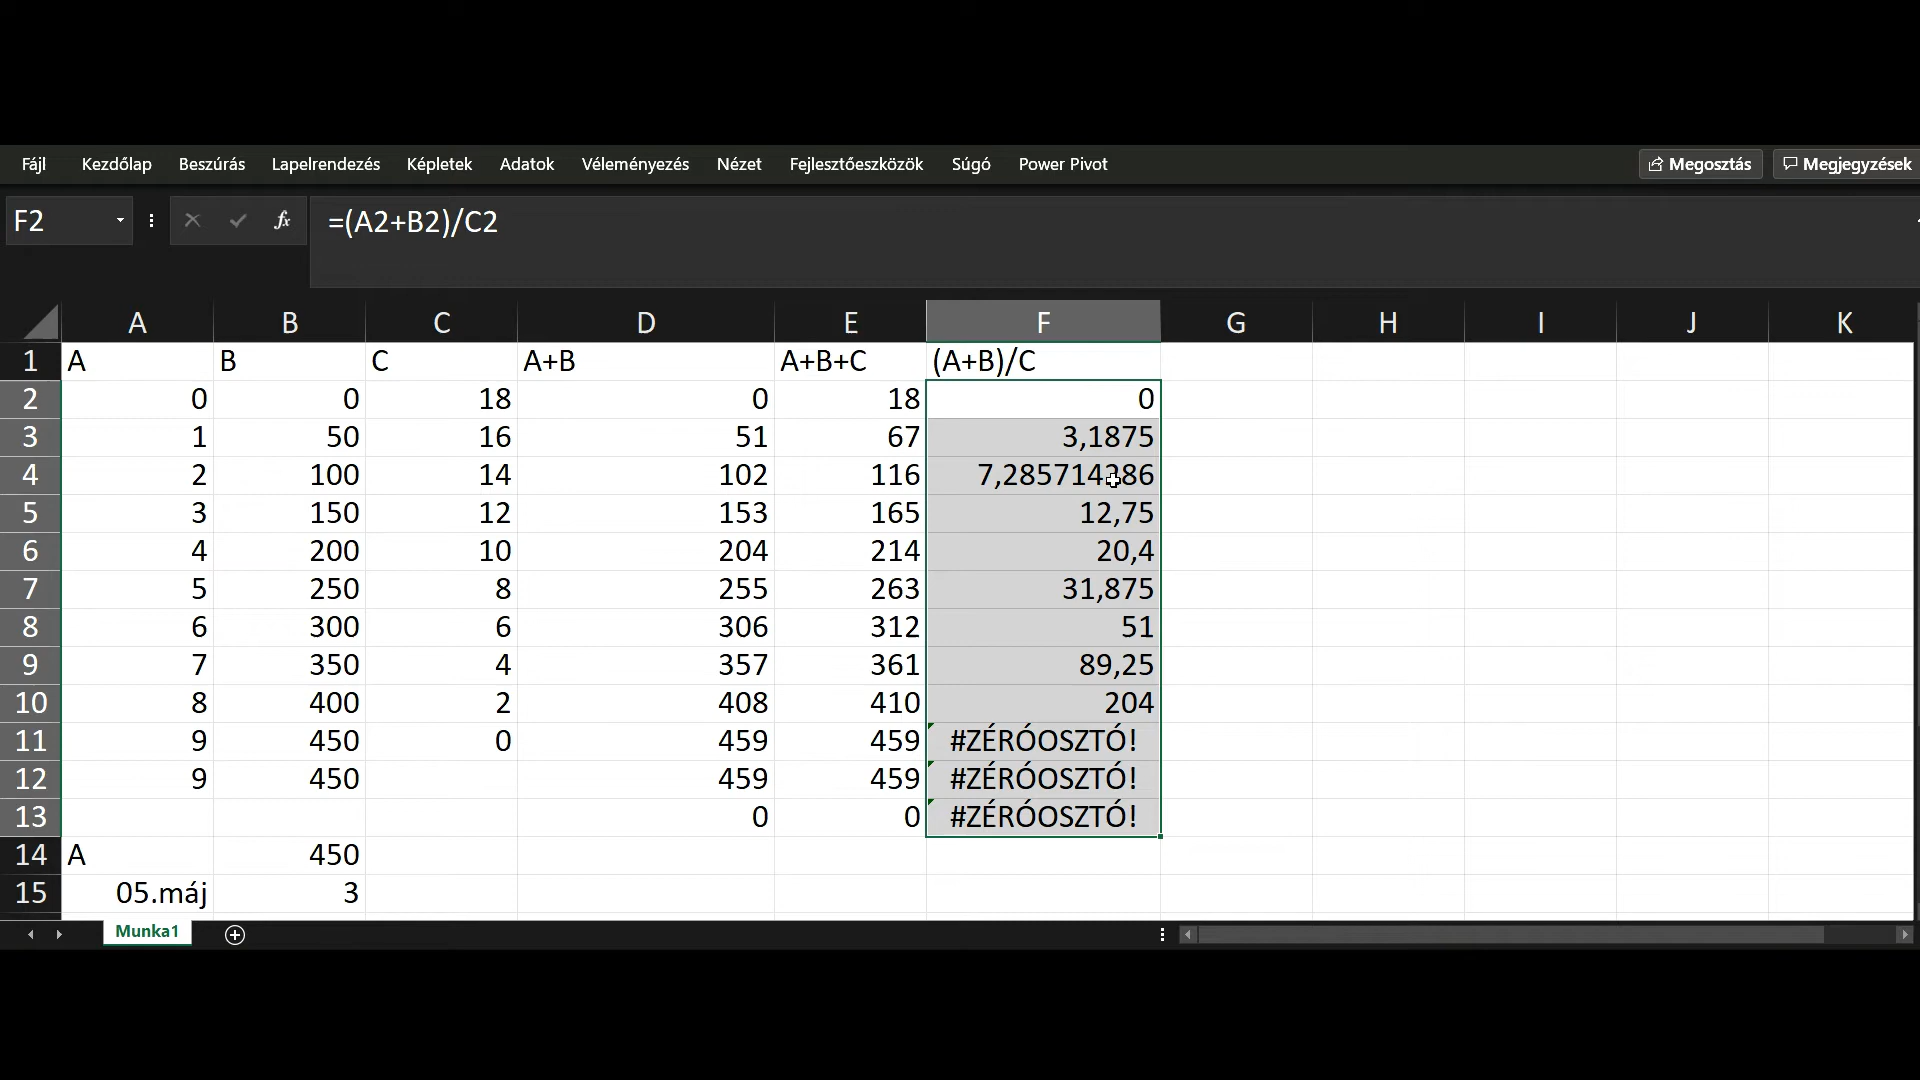 Fájl Kezdőlap Beszúrás Lapelrendezés Képletek Adatok Véleményezés Nézet Fejlesztőeszközök Súgó Power Pivot Megosztás Megjegyzések
F2 fx =(A2+B2)/C2
A B C D E F G H I J K
1 A B C A+B A+B+C (A+B)/C
2 0 0 18 0 18 0
3 1 50 16 51 67 3,1875
4 2 100 14 102 116 7,285714286
5 3 150 12 153 165 12,75
6 4 200 10 204 214 20,4
7 5 250 8 255 263 31,875
8 6 300 6 306 312 51
9 7 350 4 357 361 89,25
10 8 400 2 408 410 204
11 9 450 0 459 459 #ZÉRÓOSZTÓ!
12 9 450 459 459 #ZÉRÓOSZTÓ!
13 0 0 #ZÉRÓOSZTÓ!
14 A 450
15 05.máj 3
Munka1